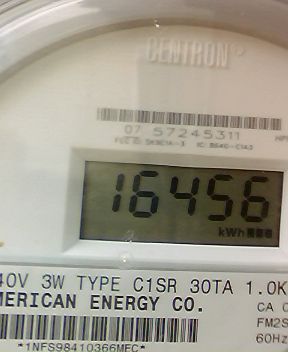 CENTRON®
07 57245311
16456
kWh
40V 3W TYPE C1SR 30TA 1.0K
MERICAN ENERGY CO.
CA
FM2S
60Hz
*1NFS98410366MEC*